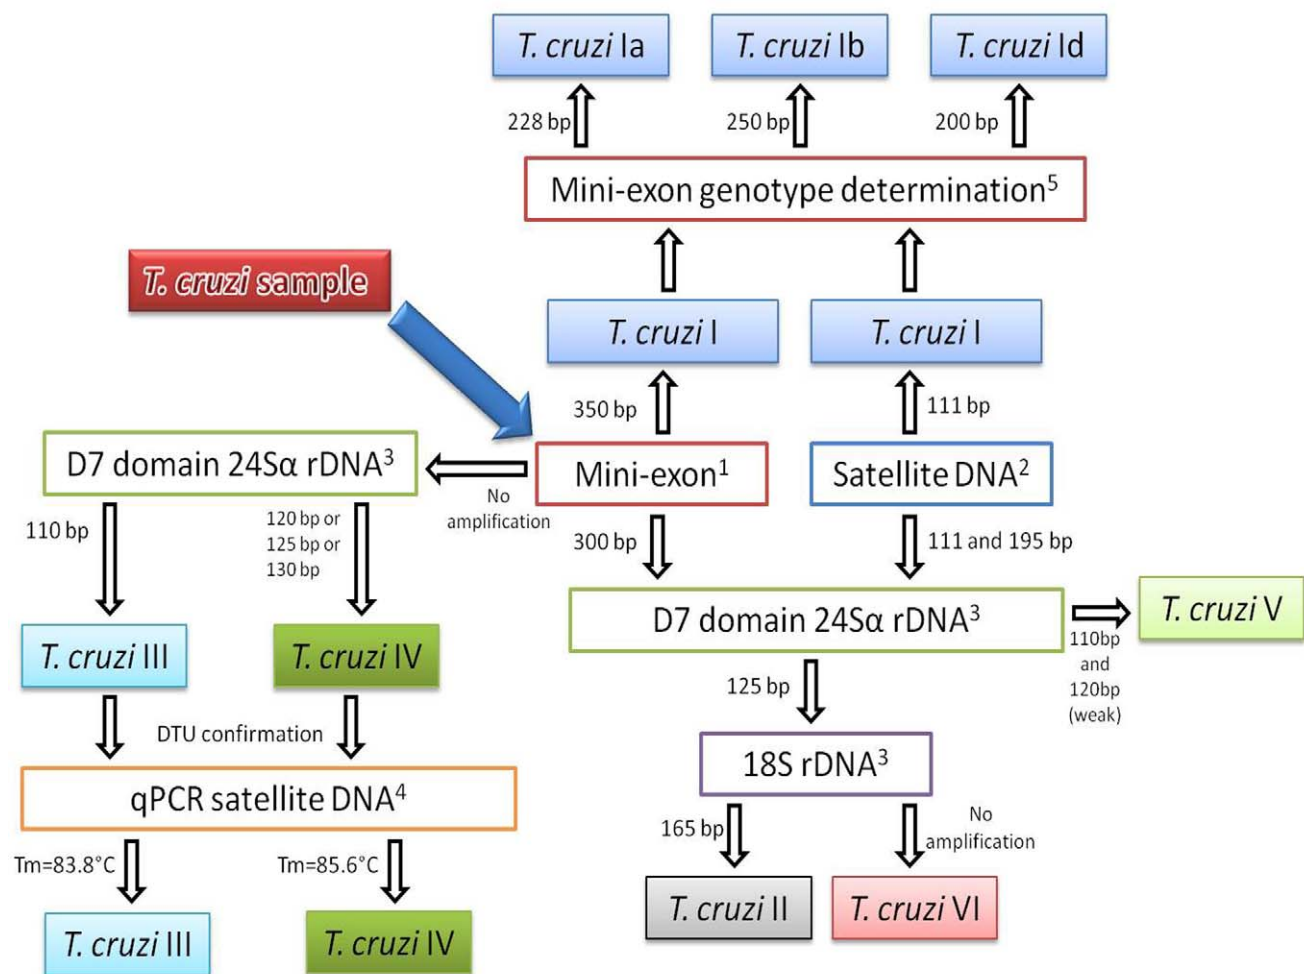 T. cruzi Ia
T. cruzi Ib
T. cruzi Id
228 bp
250 bp
200 bp
Mini-exon genotype determination⁵
T. cruzi sample
T. cruzi I
T. cruzi I
350 bp
111 bp
D7 domain 24Sα rDNA³
Mini-exon¹
Satellite DNA²
No
amplification
110 bp
120 bp or
125 bp or
130 bp
300 bp
111 and 195 bp
D7 domain 24Sα rDNA³
T. cruzi V
110bp
and
120bp
(weak)
T. cruzi III
T. cruzi IV
125 bp
DTU confirmation
18S rDNA³
qPCR satellite DNA⁴
165 bp
No
amplification
Tm=83.8°C
Tm=85.6°C
T. cruzi II
T. cruzi VI
T. cruzi III
T. cruzi IV